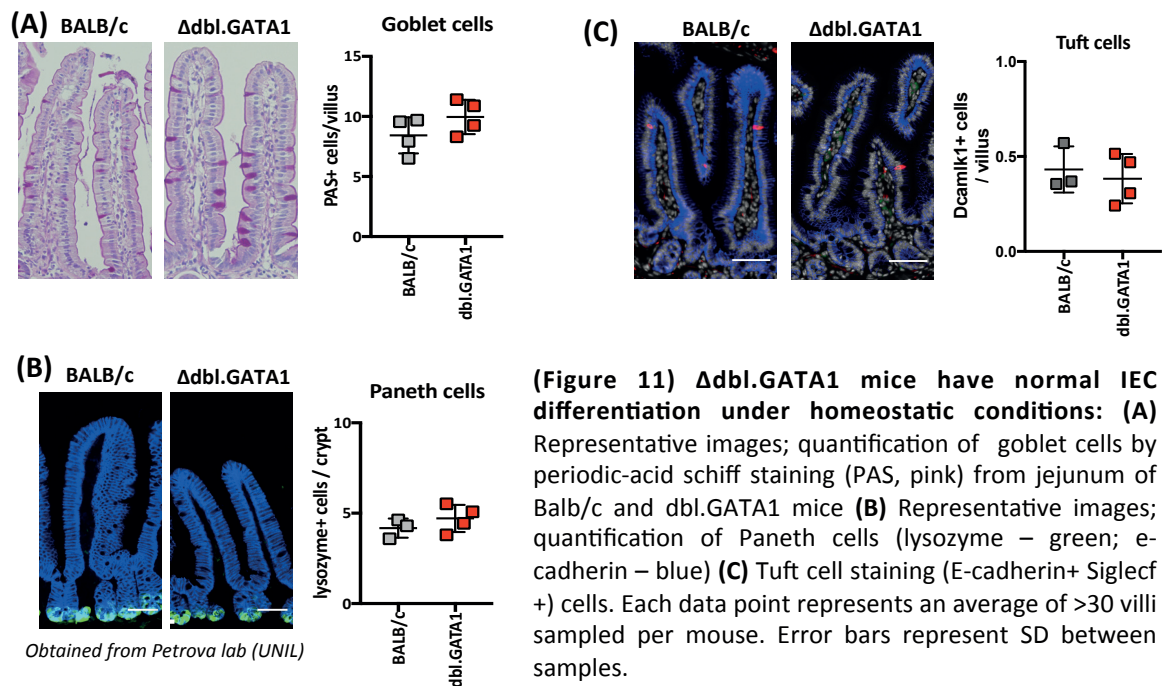 (A)
BALB/c
Δdbl.GATA1
Goblet cells
PAS+ cells/villus
15
10
5
0
BALB/c
dbl.GATA1
(C)
BALB/c
Δdbl.GATA1
Tuft cells
Dcamlk1+ cells
/ villus
1.0
0.5
0.0
BALB/c
dbl.GATA1
(B)
BALB/c
Δdbl.GATA1
Paneth cells
lysozyme+ cells / crypt
10
5
0
BALB/c
dbl.GATA1
Obtained from Petrova lab (UNIL)
(Figure 11) Δdbl.GATA1 mice have normal IEC
differentiation under homeostatic conditions: (A)
Representative images; quantification of goblet cells by
periodic-acid schiff staining (PAS, pink) from jejunum of
Balb/c and dbl.GATA1 mice (B) Representative images;
quantification of Paneth cells (lysozyme – green; e-
cadherin – blue) (C) Tuft cell staining (E-cadherin+ Siglecf
+) cells. Each data point represents an average of >30 villi
sampled per mouse. Error bars represent SD between
samples.